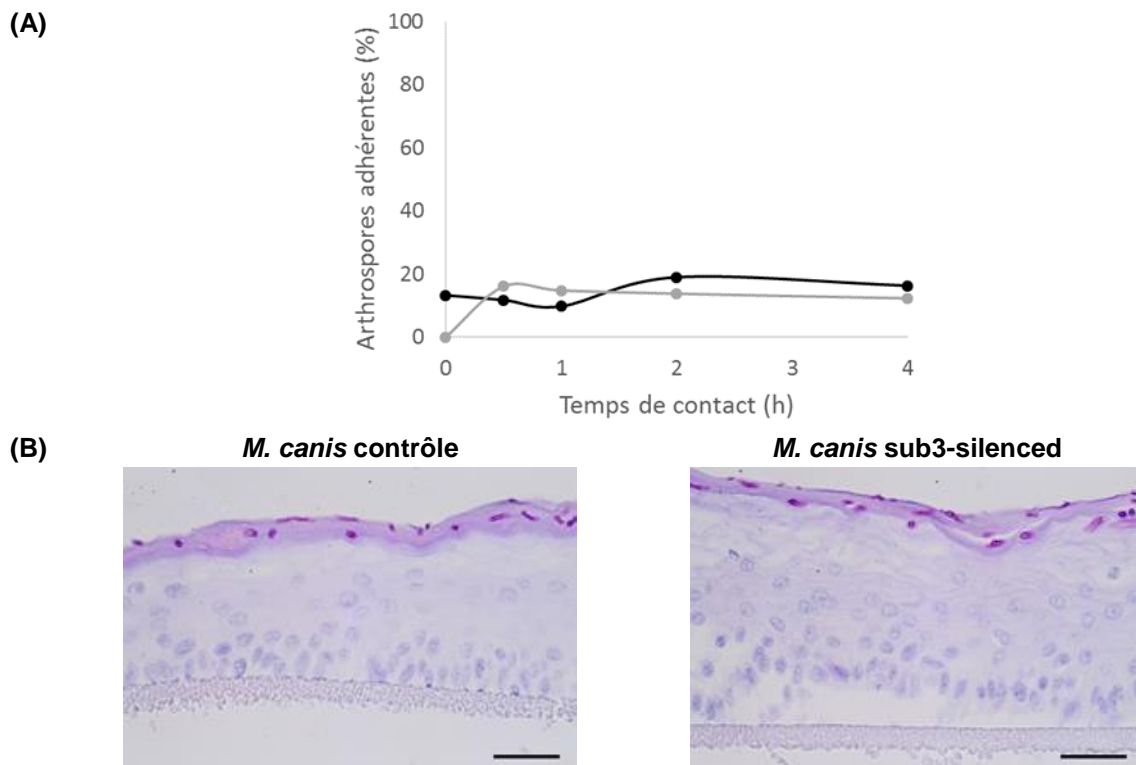 (A)
100
80
60
40
20
0
Arthrospores adhérentes (%)
0 1 2 3 4
Temps de contact (h)
(B)
M. canis contrôle
M. canis sub3-silenced